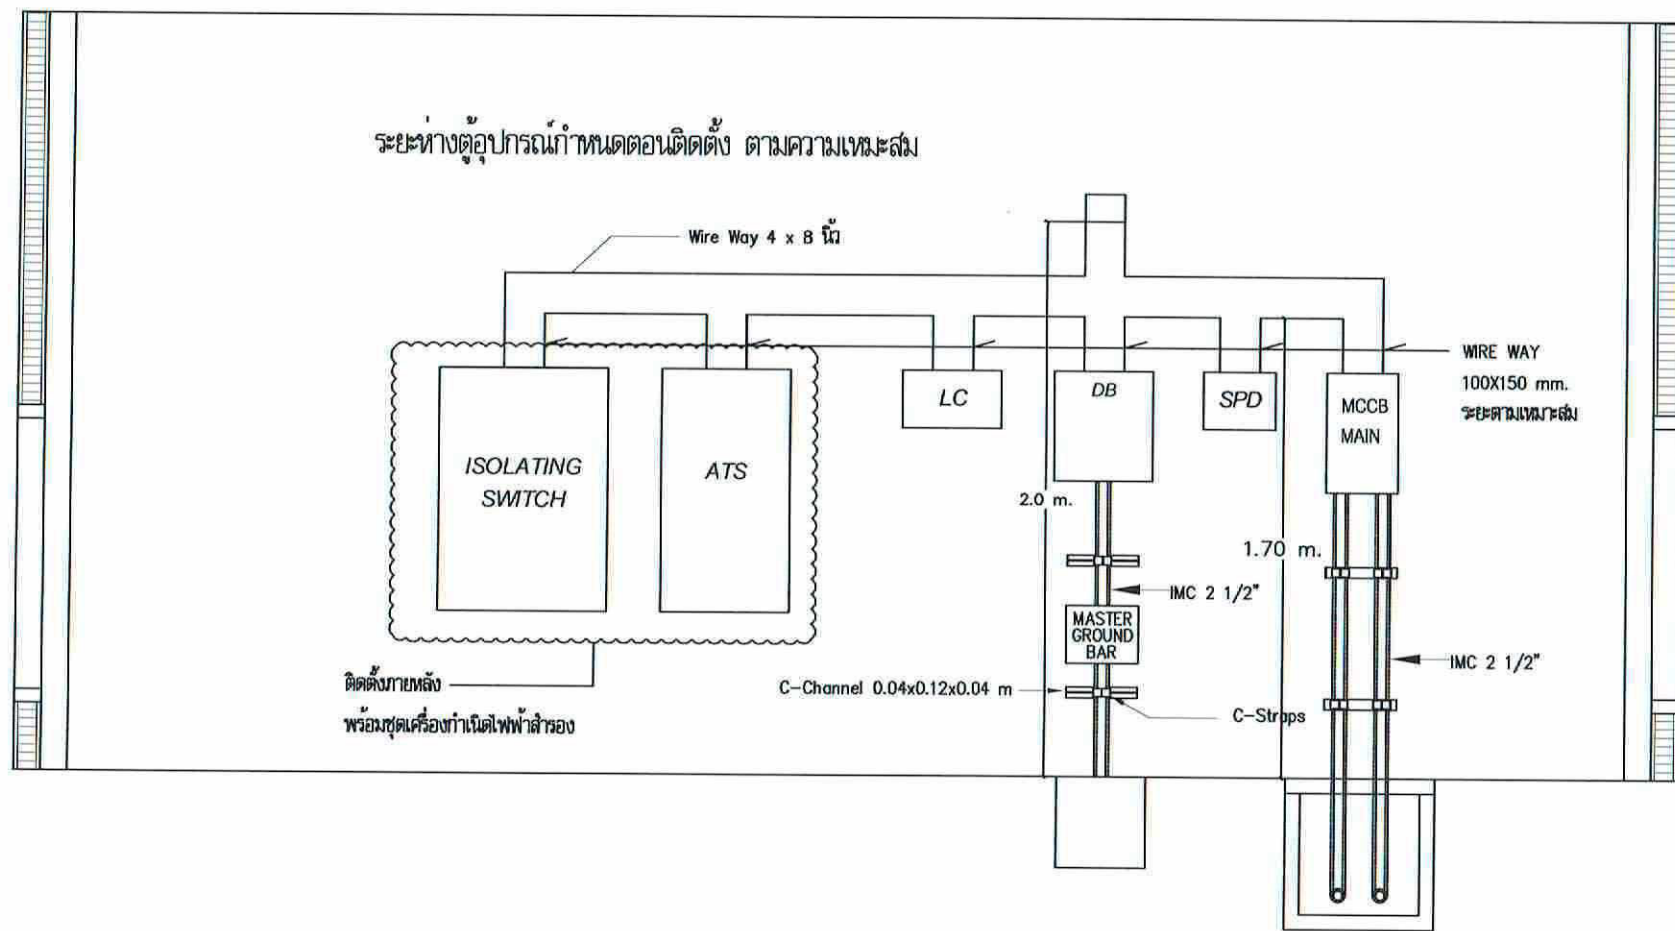 ระยะห่างตู้อุปกรณ์กำหนดตอนติดตั้ง ตามความเหมะสม
Wire Way 4 x 8 นิ้ว
WIRE WAY
100X150 mm.
ระยะตามเหมาะสม
ISOLATING
SWITCH
ATS
LC
DB
SPD
MCCB
MAIN
2.0 m.
1.70 m.
IMC 2 1/2"
MASTER
GROUND
BAR
IMC 2 1/2"
C-Channel 0.04x0.12x0.04 m
C-Straps
ติดตั้งภายหลัง
พร้อมชุดเครื่องกำเนิดไฟฟ้าสำรอง